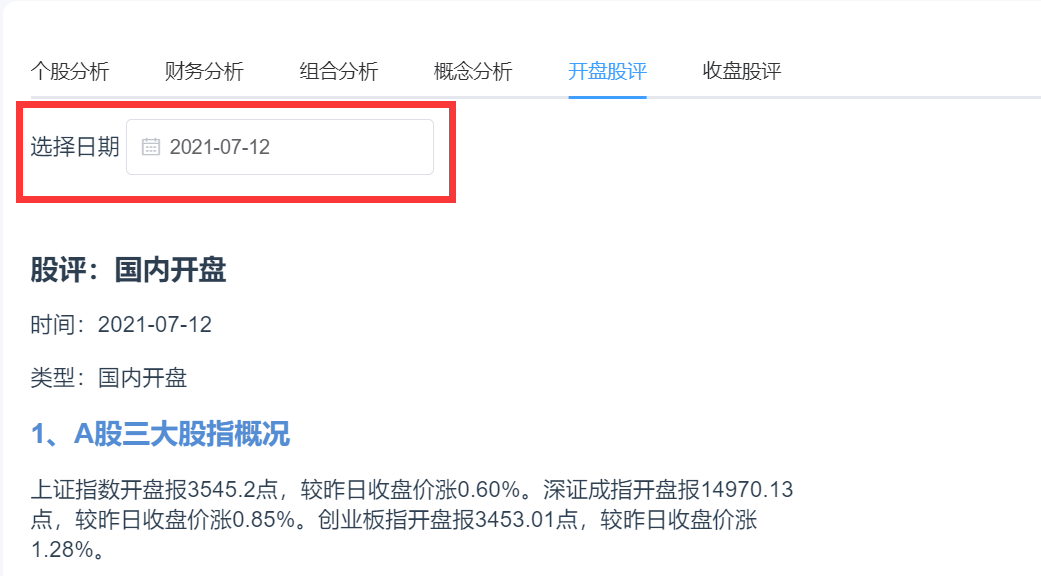 个股分析 财务分析 组合分析 概念分析 开盘股评 收盘股评
选择日期 2021-07-12
股评：国内开盘
时间：2021-07-12
类型：国内开盘
1、A股三大股指概况
上证指数开盘报3545.2点，较昨日收盘价涨0.60%。深证成指开盘报14970.13
点，较昨日收盘价涨0.85%。创业板指开盘报3453.01点，较昨日收盘价涨
1.28%。